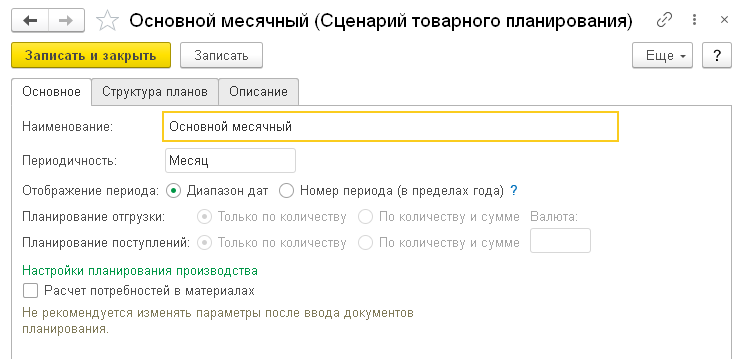 Основной месячный (Сценарий товарного планирования)
Записать и закрыть Записать Еще ?
Основное Структура планов Описание
Наименование: Основной месячный
Периодичность: Месяц
Отображение периода: Диапазон дат Номер периода (в пределах года) ?
Планирование отгрузки: Только по количеству По количеству и сумме Валюта:
Планирование поступлений: Только по количеству По количеству и сумме
Настройки планирования производства
Расчет потребностей в материалах
Не рекомендуется изменять параметры после ввода документов
планирования.